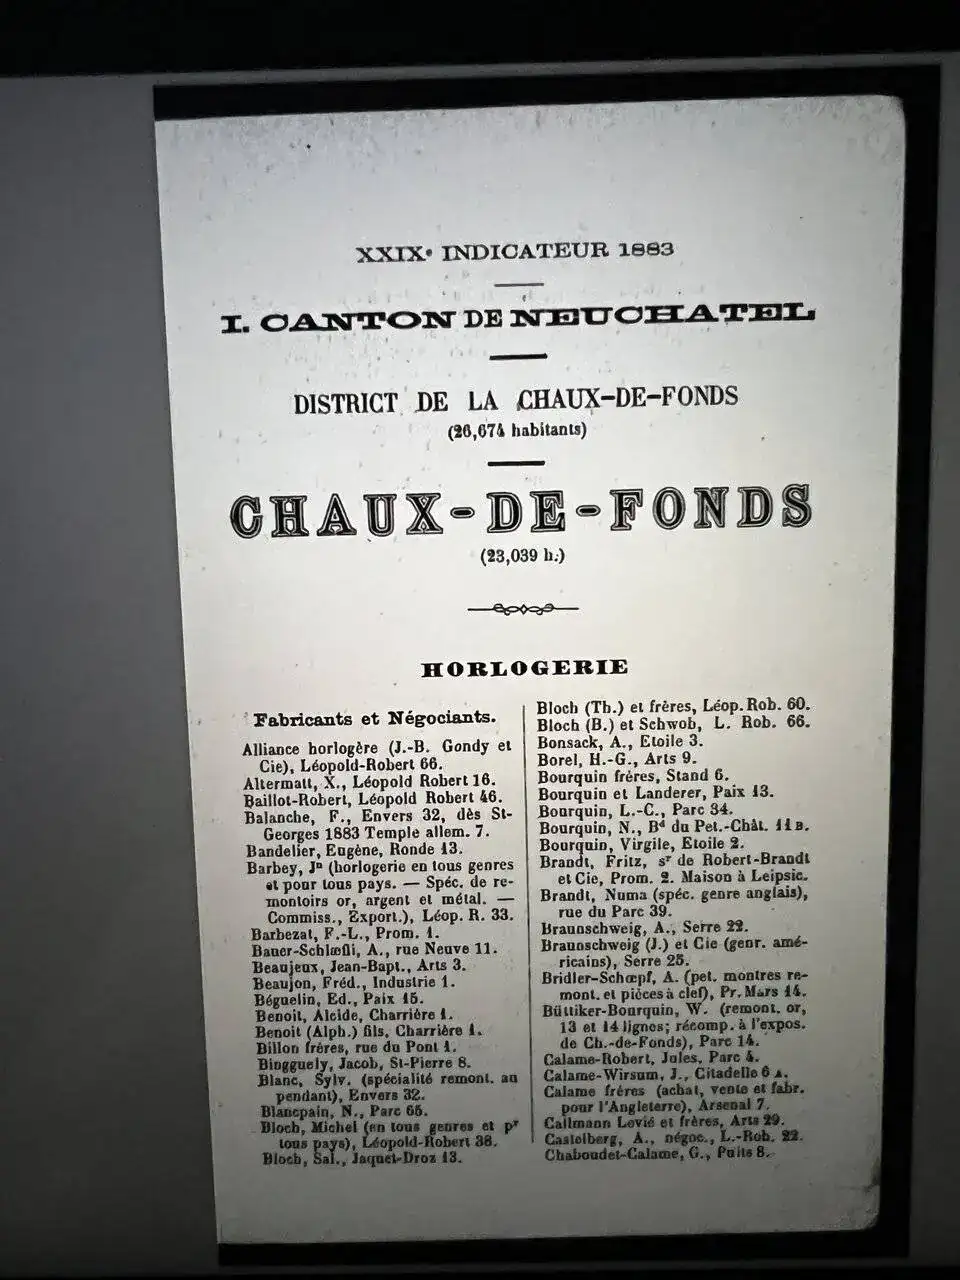 XXIXe INDICATEUR 1883
I. CANTON DE NEUCHATEL
DISTRICT DE LA CHAUX-DE-FONDS
(26,674 habitants)
CHAUX-DE-FONDS
(23,039 h.)
HORLOGERIE
Fabricants et Négociants.
Alliance horlogère (J.-B. Gondy et
Cie), Léopold-Robert 66.
Altermatt, X., Léopold Robert 16.
Baillot-Robert, Léopold Robert 46.
Balanche, F., Envers 32, dès St-
Georges 1883 Temple allem. 7.
Bandelier, Eugène, Ronde 13.
Barbey, Jn (horlogerie en tous genres
et pour tous pays. — Spéc. de re-
montoirs or, argent et métal. —
Commiss., Export.), Léop. R. 33.
Barbezat, F.-L., Prom. 1.
Bauer-Schlæfli, A., rue Neuve 11.
Beaujeux, Jean-Bapt., Arts 3.
Beaujon, Fréd., Industrie 1.
Béguelin, Ed., Paix 15.
Benoit, Alcide, Charrière 1.
Benoit (Alph.) fils, Charrière 1.
Billon frères, rue du Pont 1.
Bingguely, Jacob, St-Pierre 8.
Blanc, Sylv. (spécialité remont. au
pendant), Envers 32.
Blancpain, N., Parc 65.
Bloch, Michel (en tous genres et pr
tous pays), Léopold-Robert 38.
Bloch, Sal., Jaquet-Droz 13.
Bloch (Th.) et frères, Léop. Rob. 60.
Bloch (B.) et Schwob, L. Rob. 66.
Bonsack, A., Etoile 3.
Borel, H.-G., Arts 9.
Bourquin frères, Stand 6.
Bourquin et Landerer, Paix 13.
Bourquin, L.-C., Parc 34.
Bourquin, N., Bd du Pet.-Chât. 11 B.
Bourquin, Virgile, Etoile 2.
Brandt, Fritz, sr de Robert-Brandt
et Cie, Prom. 2. Maison à Leipsic.
Brandt, Numa (spéc. genre anglais),
rue du Parc 39.
Braunschweig, A., Serre 22.
Braunschweig (J.) et Cie (genr. amé-
ricains), Serre 25.
Bridler-Schœpf, A. (pet. montres re-
mont. et pièces à clef), Pr. Mars 14.
Büttiker-Bourquin, W. (remont. or,
13 et 14 lignes; récomp. à l'expos.
de Ch.-de-Fonds), Parc 14.
Calame-Robert, Jules, Parc 4.
Calame-Wirsum, J., Citadelle 6 A.
Calame frères (achat, vente et fabr.
pour l'Angleterre), Arsenal 7.
Callmann Levié et frères, Arts 29.
Castelberg, A., négoc., L.-Rob. 22.
Chaboudet-Calame, G., Puits 8.